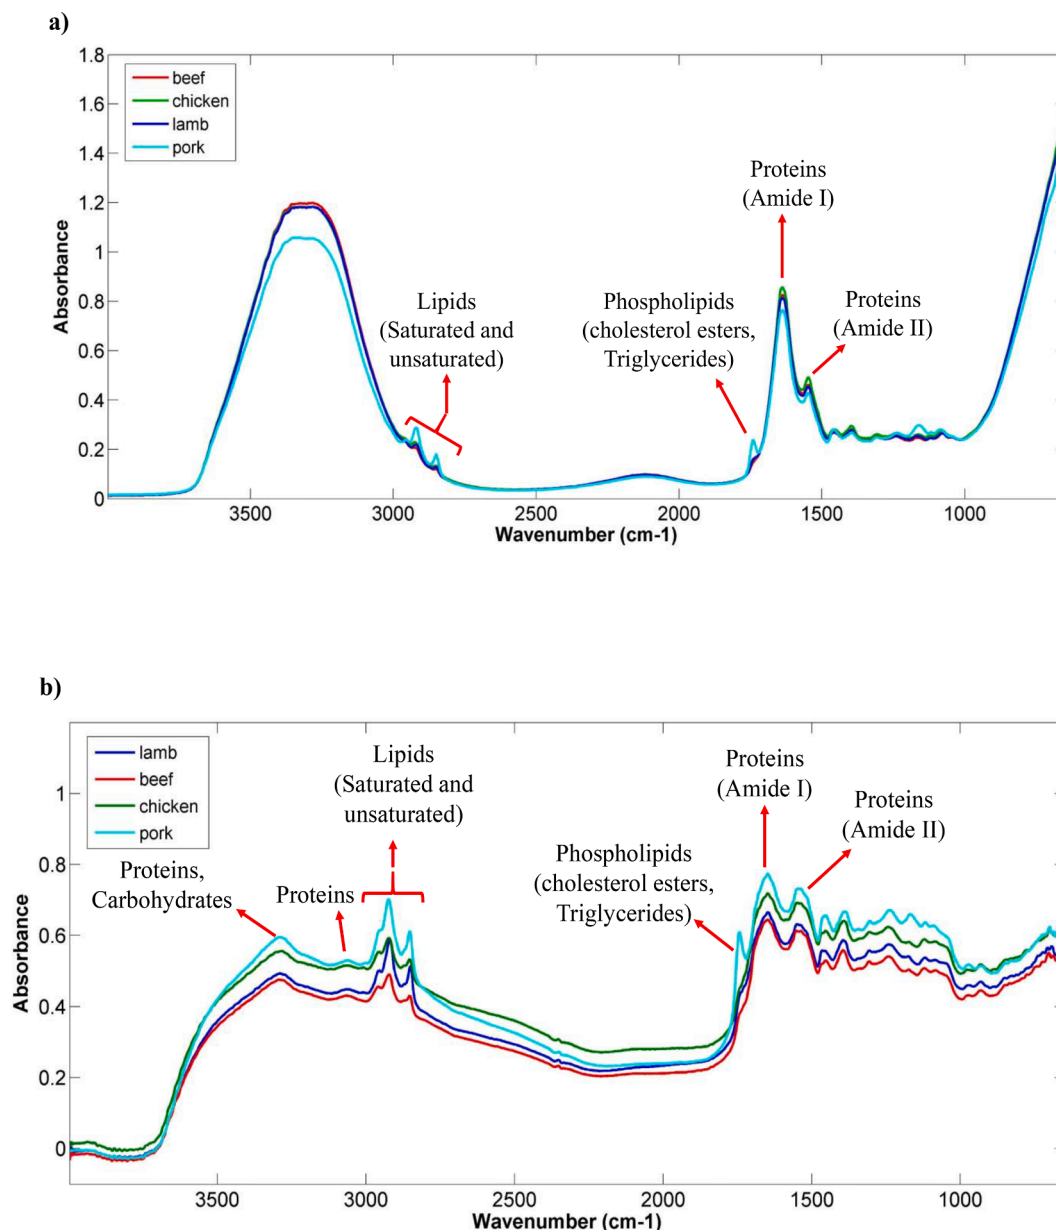 a)
1.8
1.6
1.4
1.2
1
0.8
0.6
0.4
0.2
0
Absorbance
beef
chicken
lamb
pork
Lipids
(Saturated and
unsaturated)
Phospholipids
(cholesterol esters,
Triglycerides)
Proteins
(Amide I)
Proteins
(Amide II)
3500 3000 2500 2000 1500 1000
Wavenumber (cm-1)
b)
1
0.8
0.6
0.4
0.2
0
Absorbance
lamb
beef
chicken
pork
Proteins,
Carbohydrates
Proteins
Lipids
(Saturated and
unsaturated)
Phospholipids
(cholesterol esters,
Triglycerides)
Proteins
(Amide I)
Proteins
(Amide II)
3500 3000 2500 2000 1500 1000
Wavenumber (cm-1)